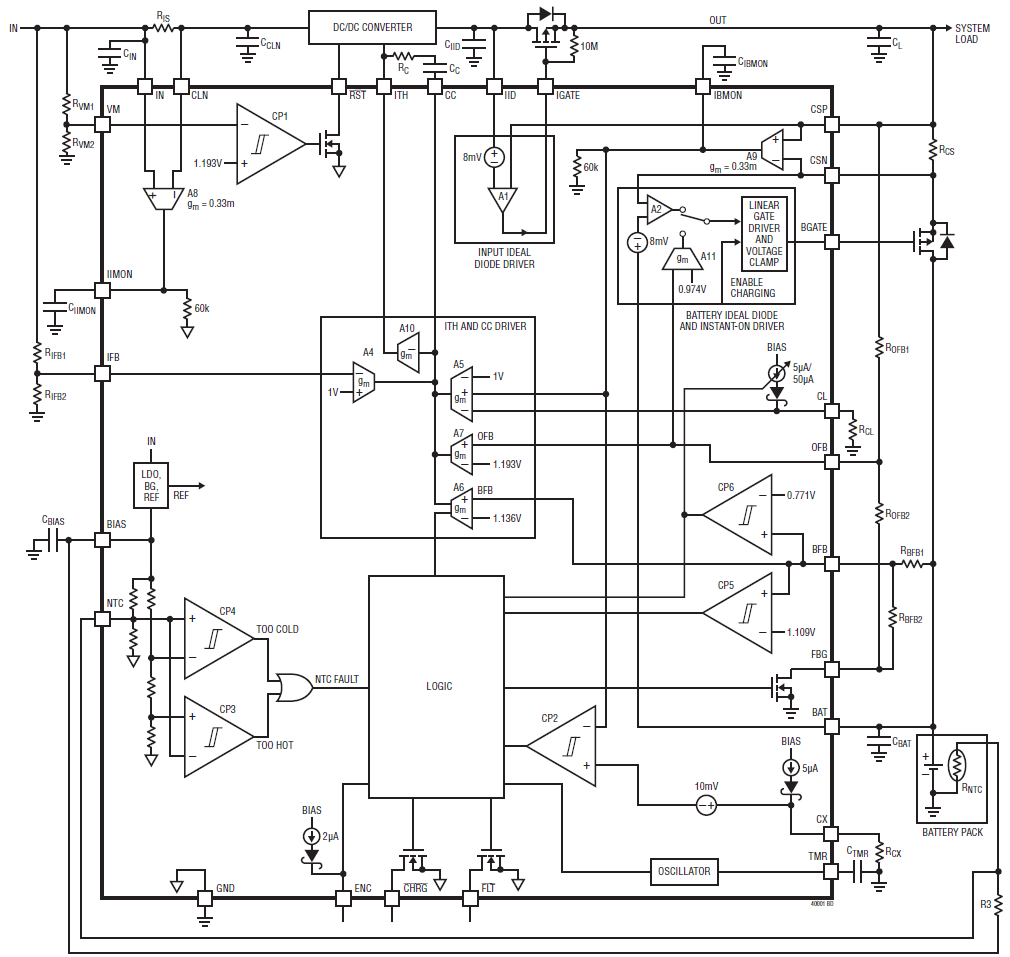 IN
RIS
DC/DC CONVERTER
OUT
SYSTEM
LOAD
CIN
CCLN
RC
CC
CIID
10M
CL
CIBMON
IN
CLN
RST
ITH
CC
IID
IGATE
IBMON
CSP
RVM1
VM
RVM2
CP1
−
+
1.193V
8mV
+
−
A1
INPUT IDEAL
DIODE DRIVER
60k
A9
gm = 0.33m
+
−
CSN
RCS
+
−
A8
gm = 0.33m
A2
−
+
8mV
gm
A11
0.974V
LINEAR
GATE
DRIVER
AND
VOLTAGE
CLAMP
ENABLE
CHARGING
BGATE
BATTERY IDEAL DIODE
AND INSTANT-ON DRIVER
IIMON
CIIMON
60k
RIFB1
IFB
RIFB2
ITH AND CC DRIVER
A10
−
gm
A4
−
gm
+
1V
A5
−
+
gm
−
1V
A7
+
gm
−
OFB
1.193V
A6
+
gm
−
BFB
1.136V
BIAS
5µA/
50µA
CL
RCL
ROFB1
OFB
ROFB2
IN
LDO,
BG,
REF
REF
CBIAS
BIAS
CP6
−
0.771V
+
BFB
RBFB1
CP5
+
−
1.109V
RBFB2
FBG
NTC
CP4
+
−
TOO COLD
NTC FAULT
CP3
+
−
TOO HOT
LOGIC
CP2
−
+
BAT
CBAT
BIAS
5µA
10mV
−+
+
−
RNTC
BATTERY PACK
CX
RCX
CTMR
TMR
OSCILLATOR
BIAS
2µA
GND
ENC
CHRG
FLT
40001 BD
R3